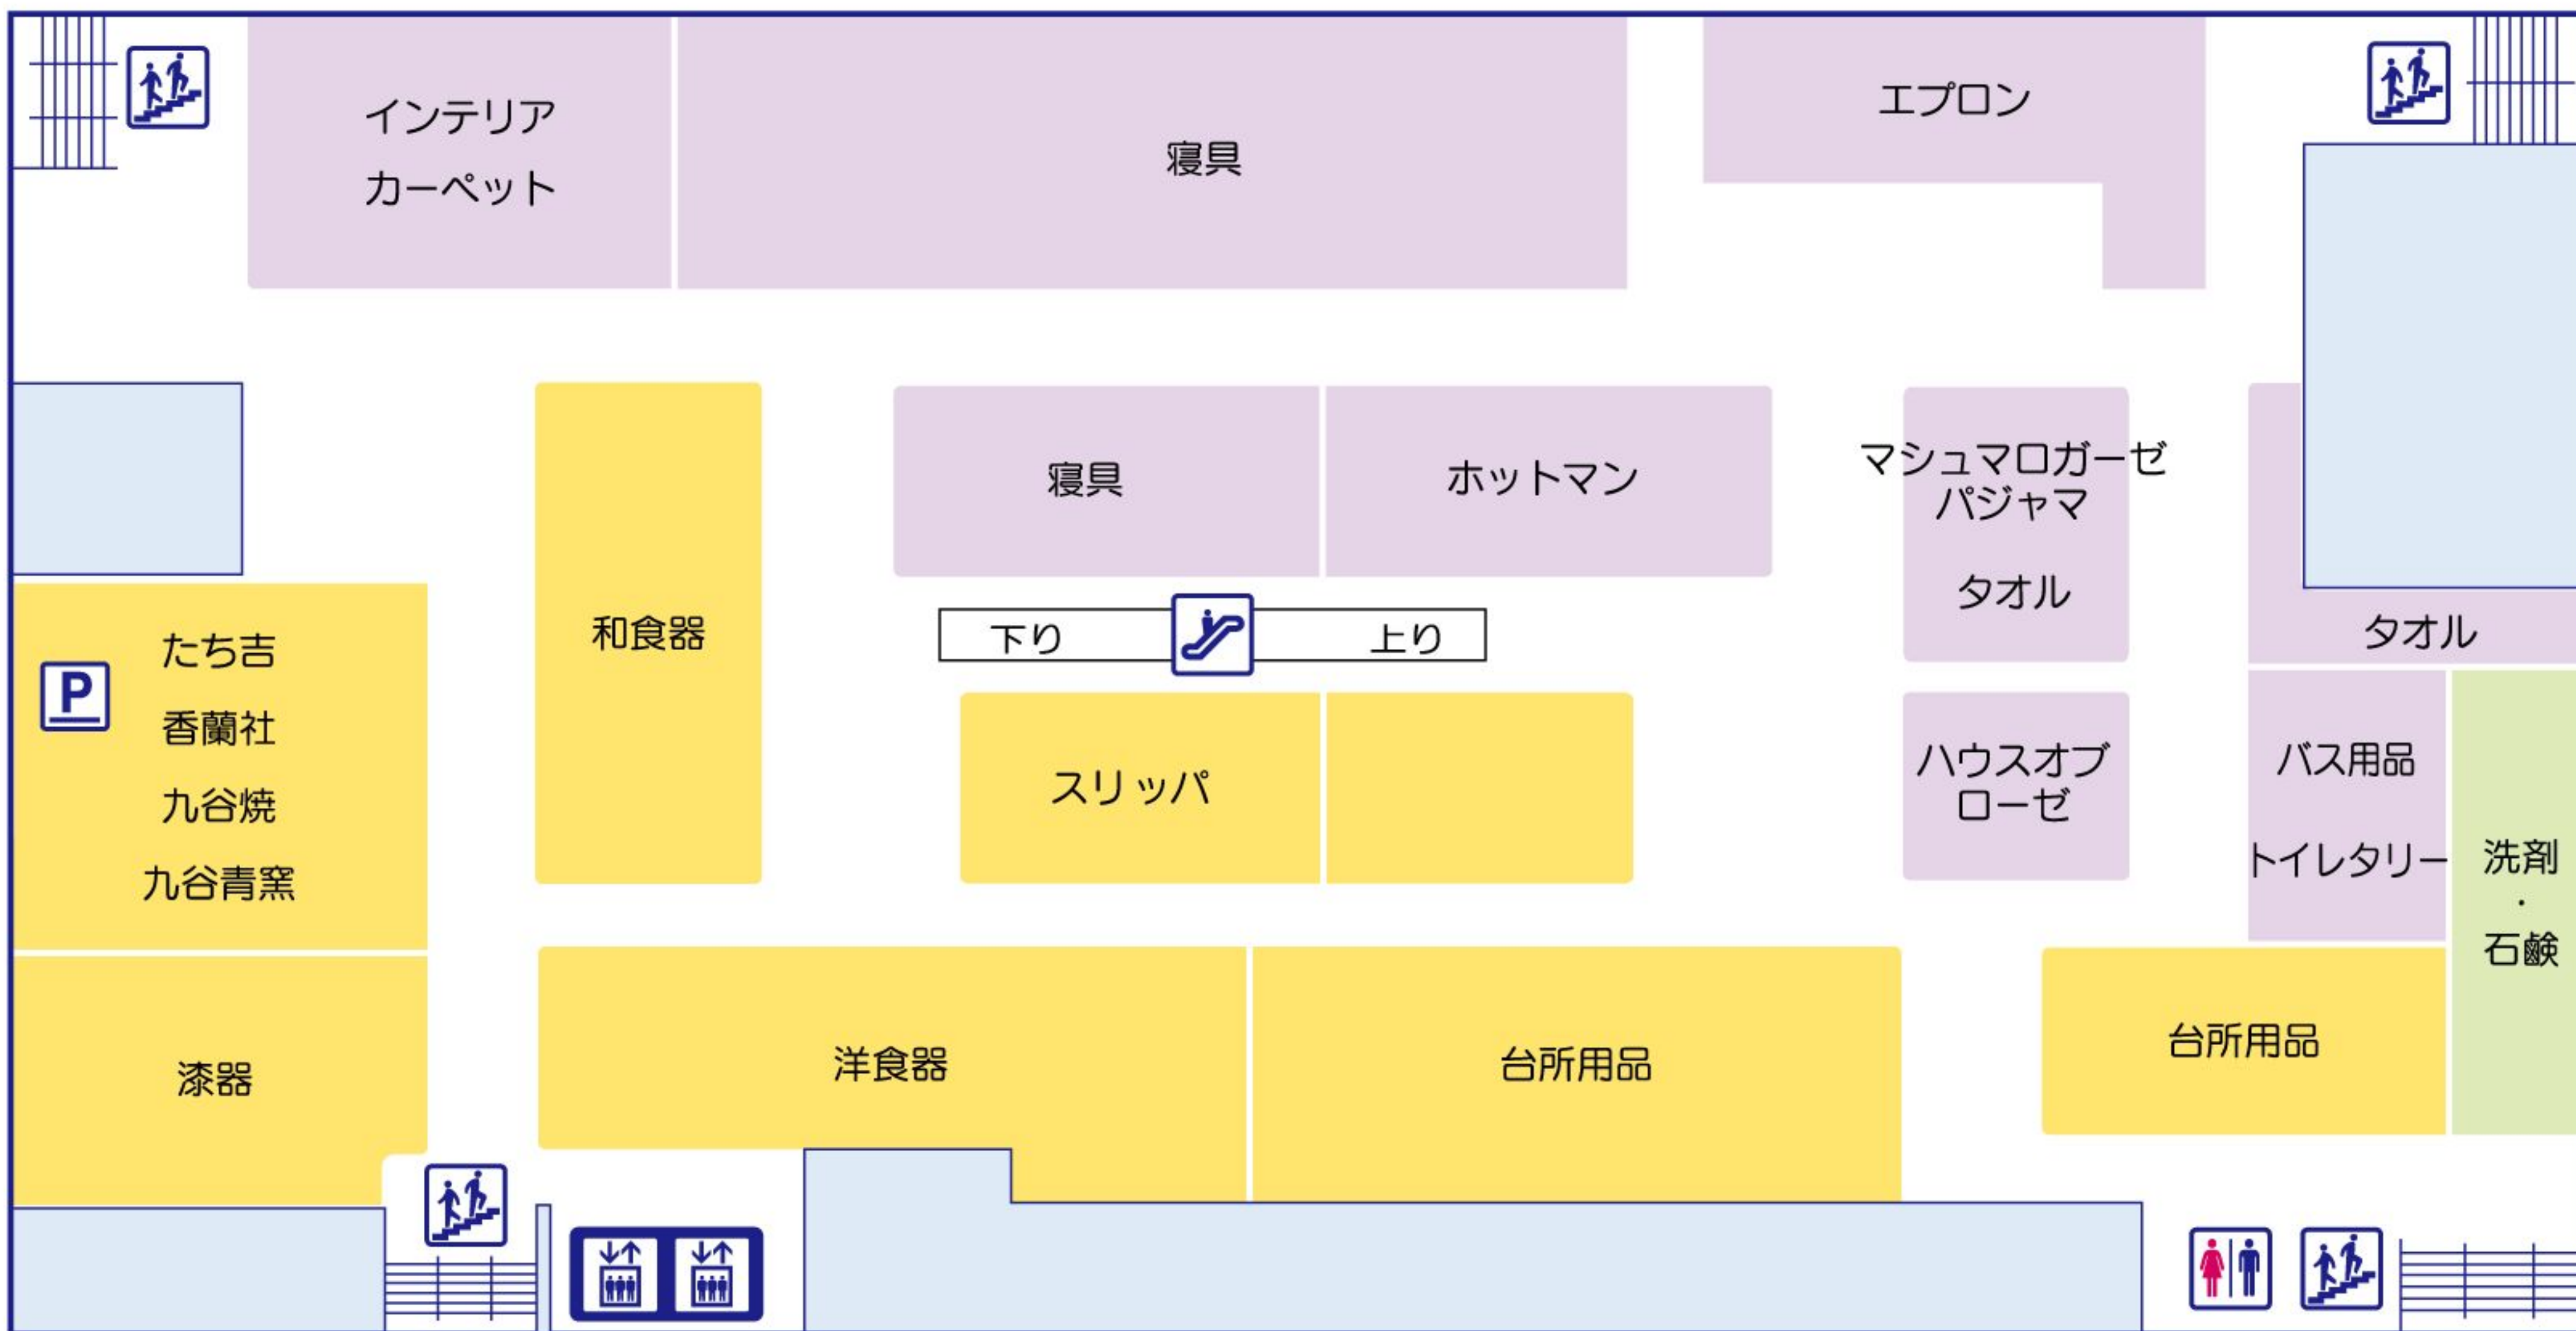 インテリア
カーペット
寝具
エプロン
寝具
ホットマン
マシュマロガーゼ
パジャマ
タオル
タオル
和食器
下り
上り
たち吉
P
香蘭社
九谷焼
九谷青窯
スリッパ
ハウスオブ
ローゼ
バス用品
トイレタリー
洗剤
・
石鹸
漆器
洋食器
台所用品
台所用品